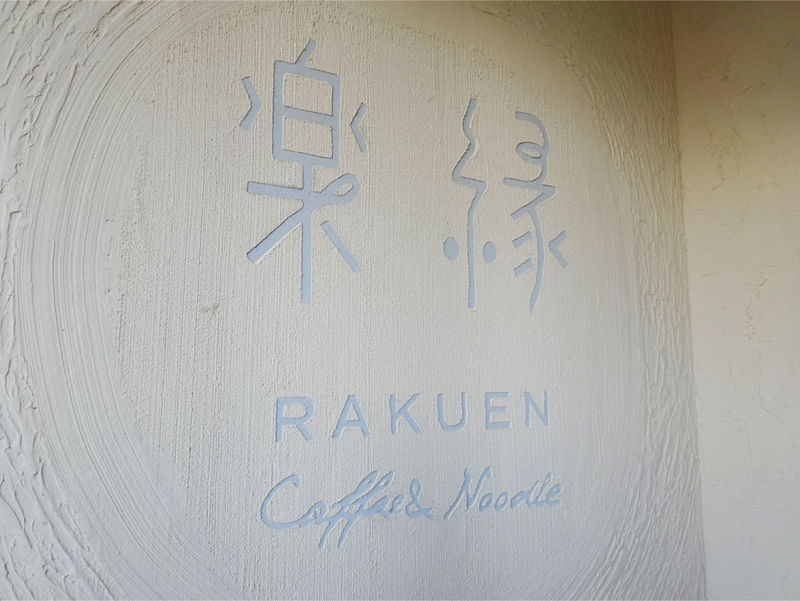 楽縁
RAKUEN
Coffee & Noodle